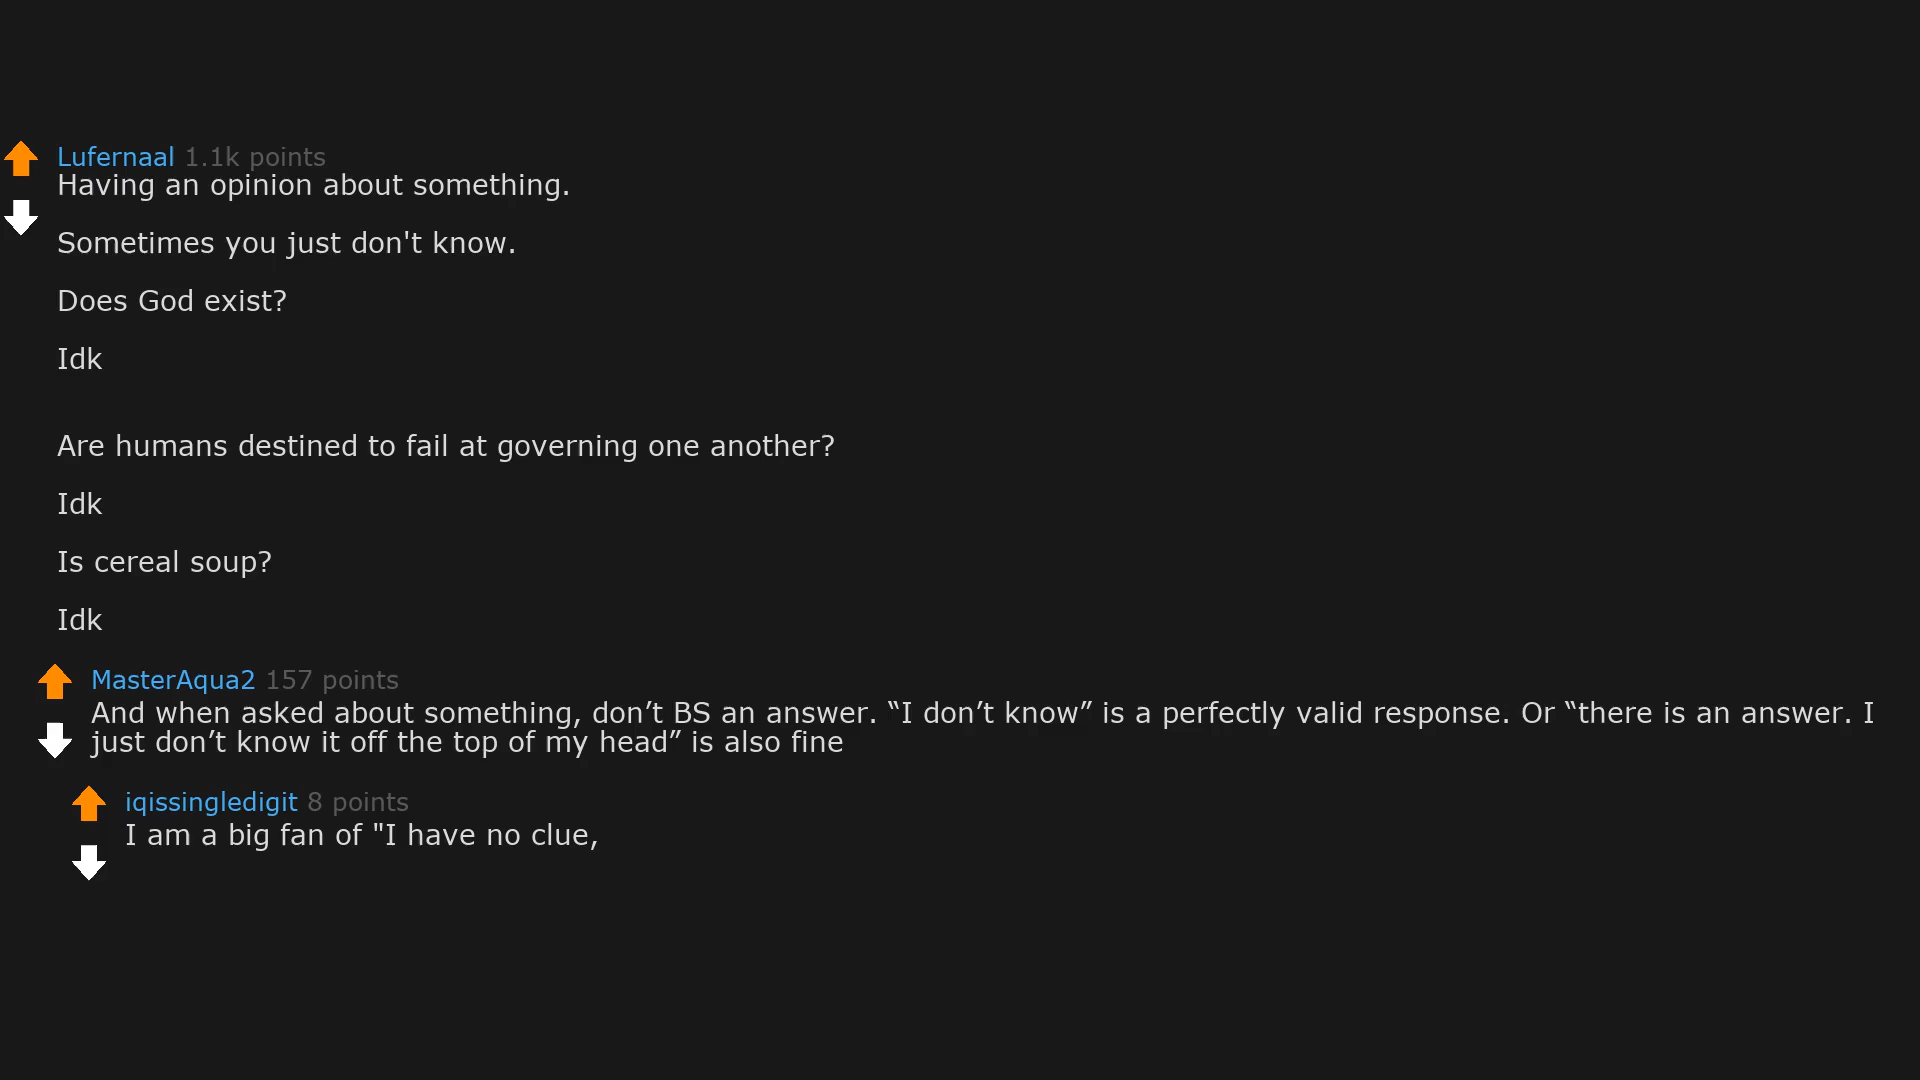 Lufernaal 1.1k points
Having an opinion about something.
Sometimes you just don't know.
Does God exist?
Idk
Are humans destined to fail at governing one another?
Idk
Is cereal soup?
Idk
MasterAqua2 157 points
And when asked about something, don’t BS an answer. “I don’t know” is a perfectly valid response. Or “there is an answer. I
just don’t know it off the top of my head” is also fine
iqissingledigit 8 points
I am a big fan of "I have no clue,